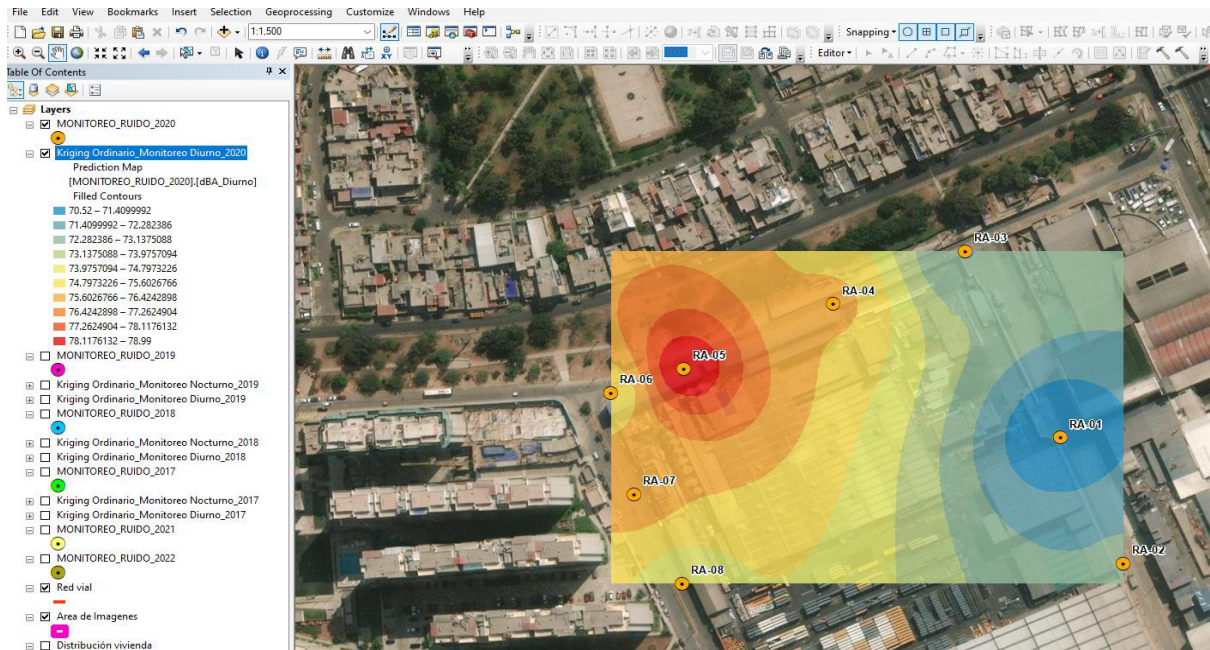 File Edit View Bookmarks Insert Selection Geoprocessing Customize Windows Help
1:1,500
Snapping
Editor
Table Of Contents
Layers
MONITOREO_RUIDO_2020
Kriging Ordinario_Monitoreo Diurno_2020
Prediction Map
[MONITOREO_RUIDO_2020].[dBA_Diurno]
Filled Contours
70.52 – 71.4099992
71.4099992 – 72.282386
72.282386 – 73.1375088
73.1375088 – 73.9757094
73.9757094 – 74.7973226
74.7973226 – 75.6026766
75.6026766 – 76.4242898
76.4242898 – 77.2624904
77.2624904 – 78.1176132
78.1176132 – 78.99
MONITOREO_RUIDO_2019
Kriging Ordinario_Monitoreo Nocturno_2019
Kriging Ordinario_Monitoreo Diurno_2019
MONITOREO_RUIDO_2018
Kriging Ordinario_Monitoreo Nocturno_2018
Kriging Ordinario_Monitoreo Diurno_2018
MONITOREO_RUIDO_2017
Kriging Ordinario_Monitoreo Nocturno_2017
Kriging Ordinario_Monitoreo Diurno_2017
MONITOREO_RUIDO_2021
MONITOREO_RUIDO_2022
Red vial
Area de Imagenes
Distribución vivienda
RA-03
RA-04
RA-05
RA-06
RA-01
RA-07
RA-02
RA-08